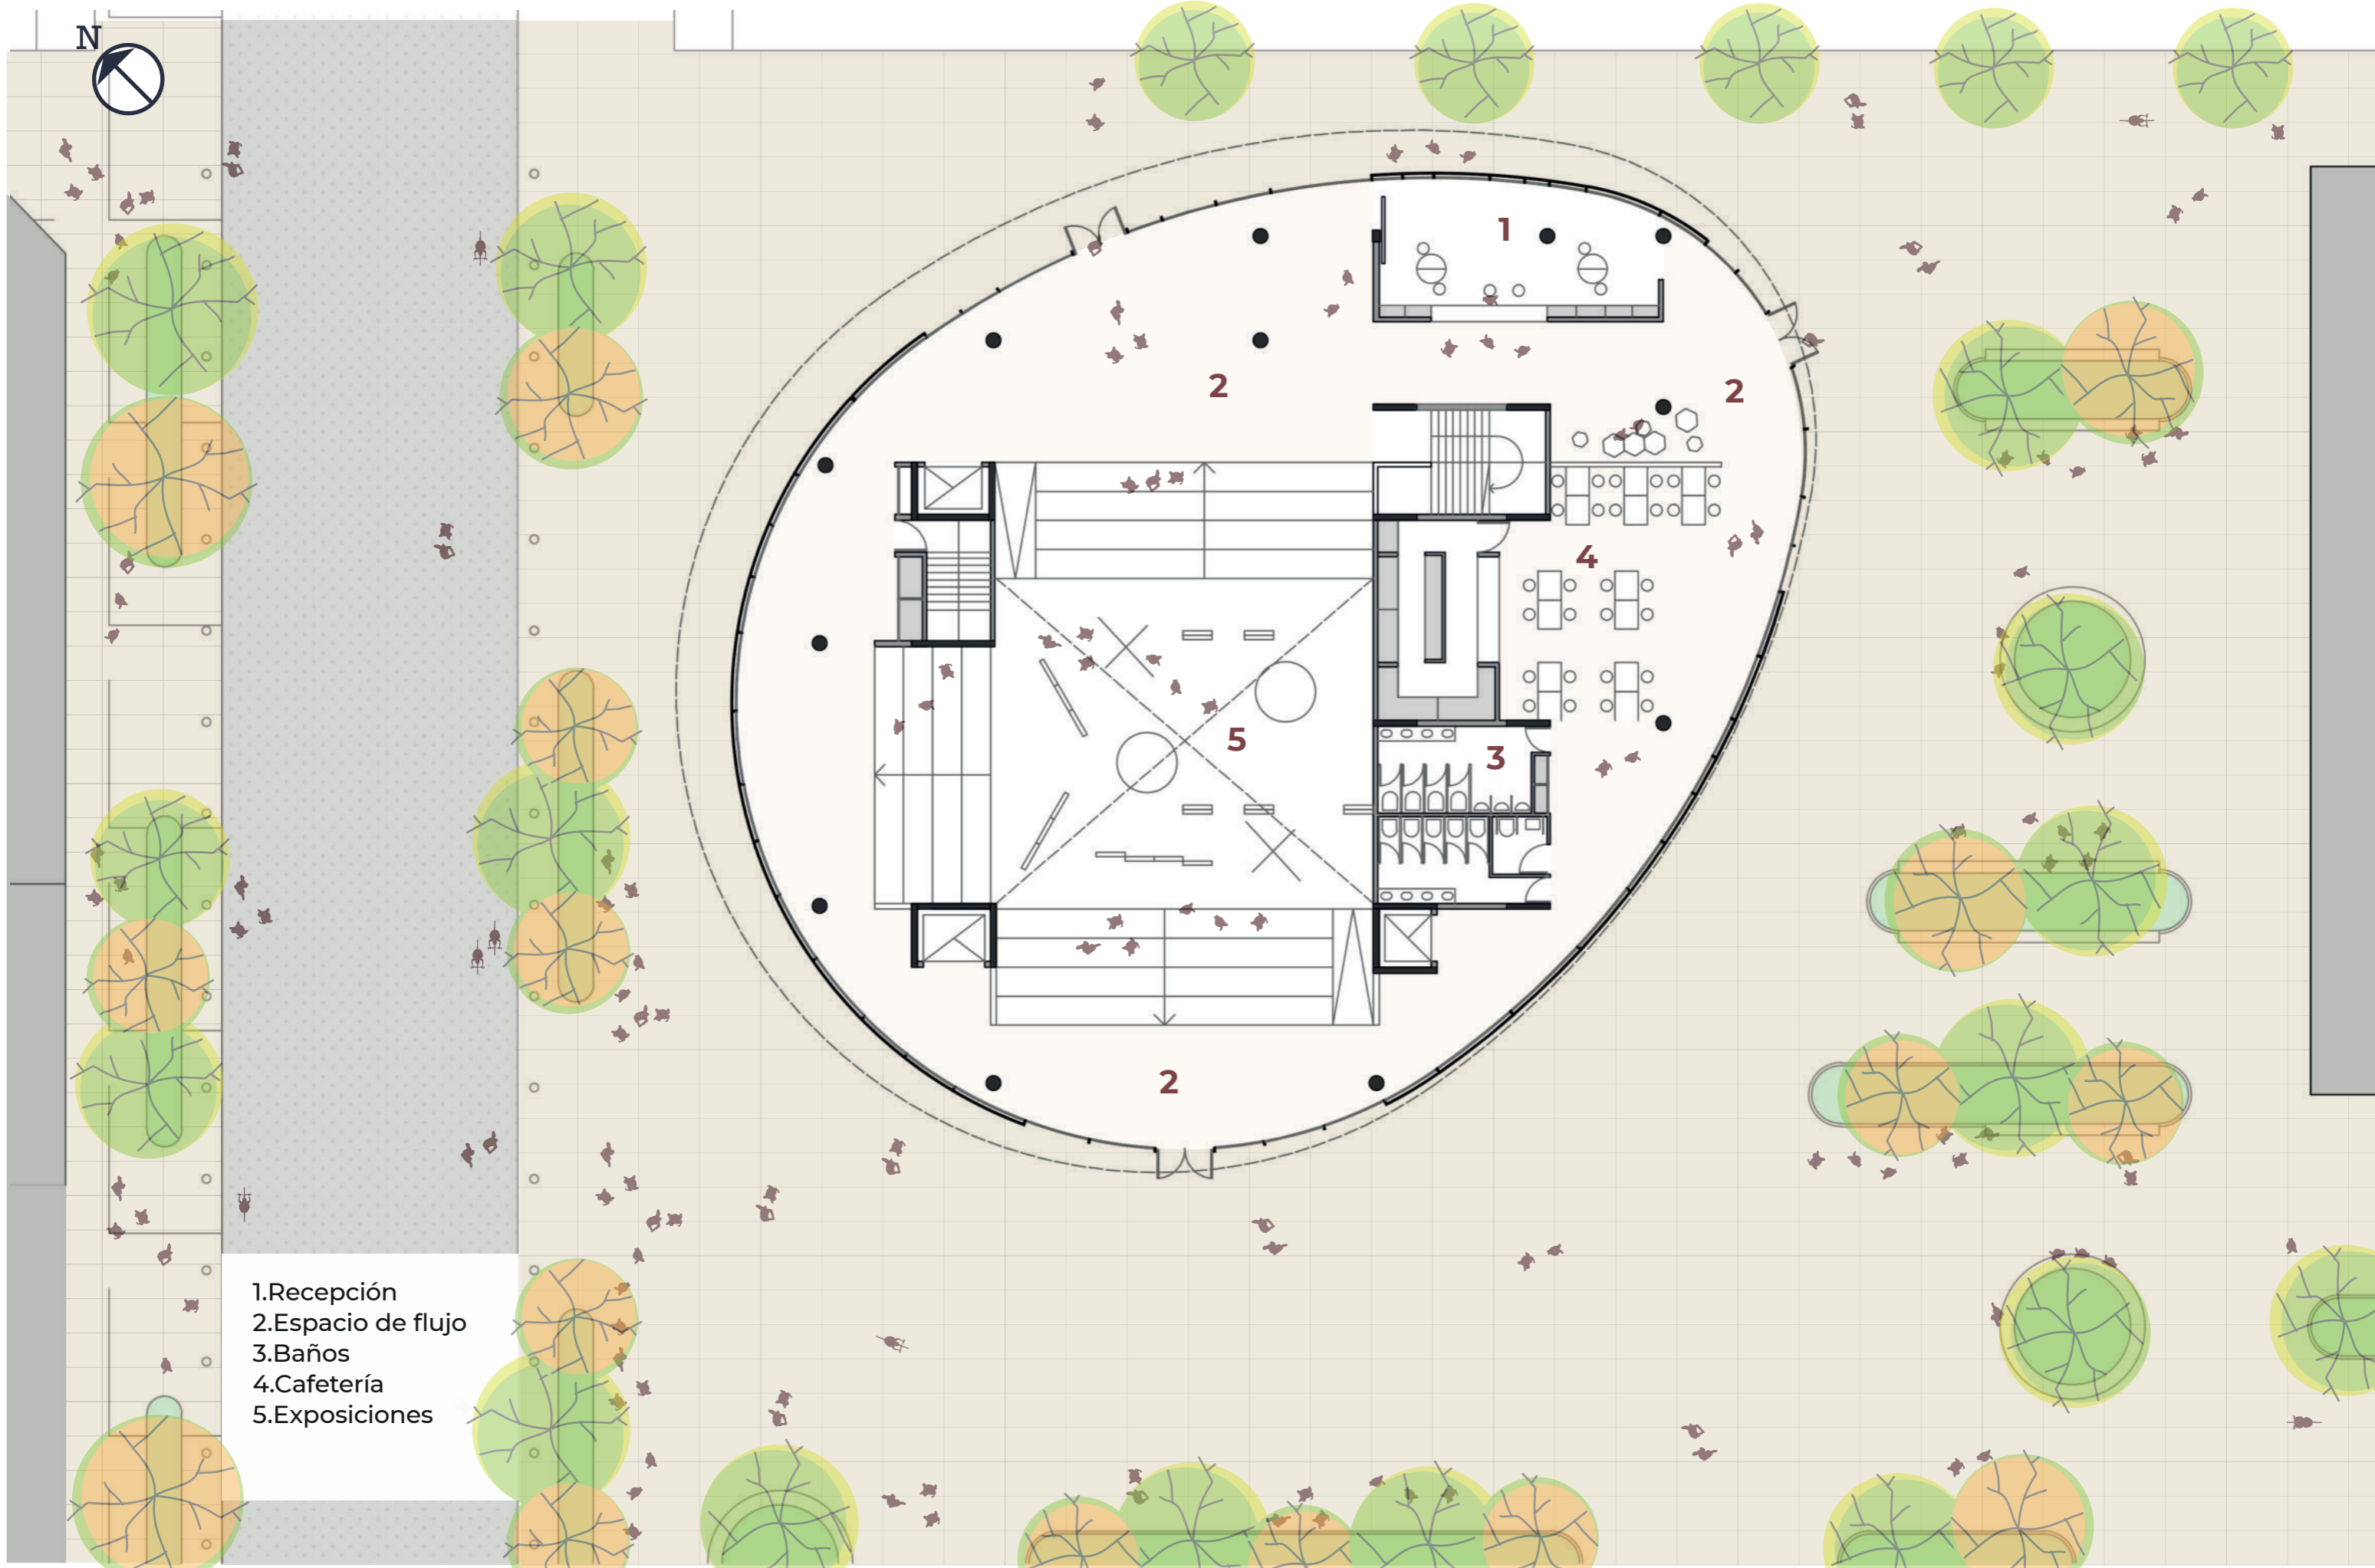 N
1
2
2
4
5
3
2
1.Recepción
2.Espacio de flujo
3.Baños
4.Cafetería
5.Exposiciones